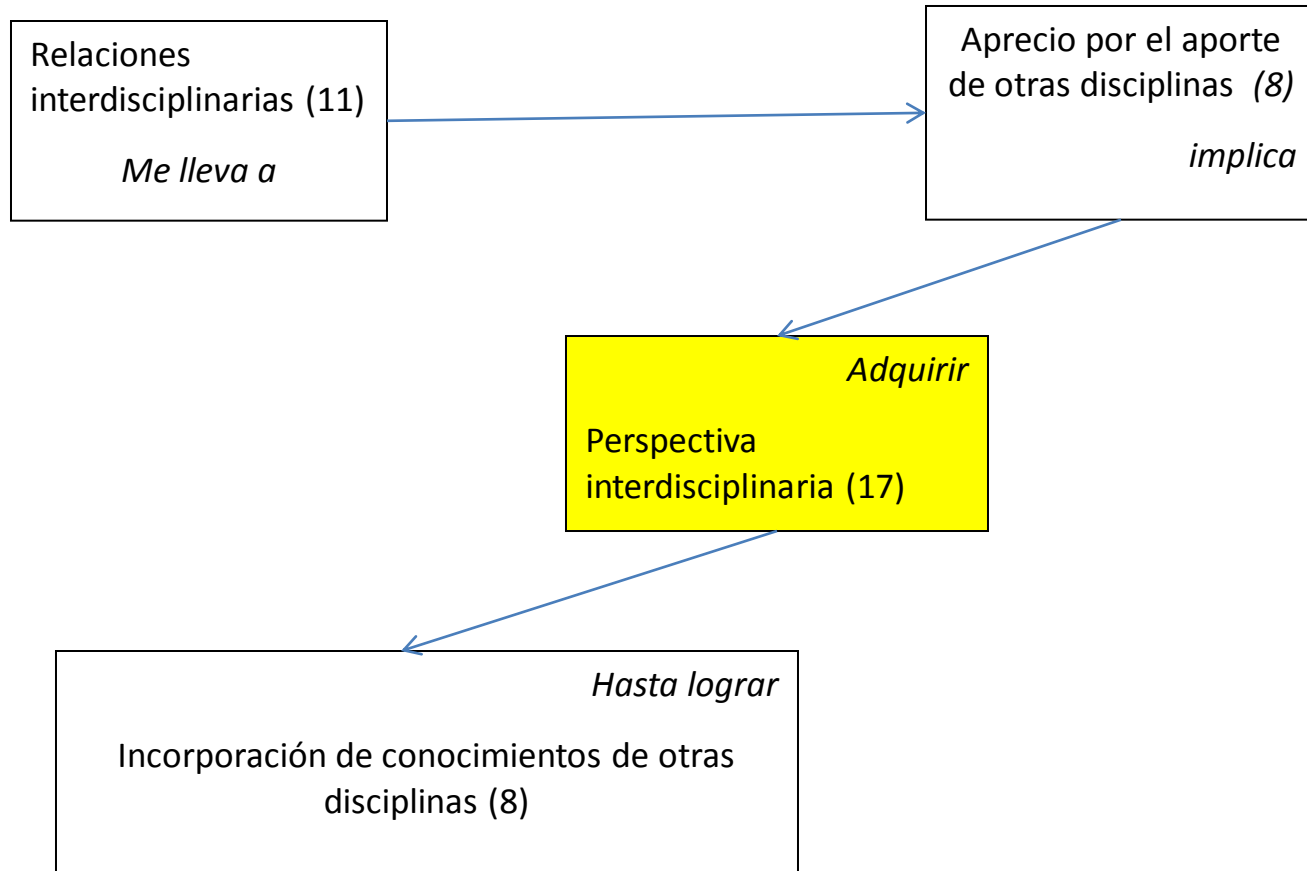 Relaciones
interdisciplinarias (11)
Me lleva a
Aprecio por el aporte
de otras disciplinas (8)
implica
Adquirir
Perspectiva
interdisciplinaria (17)
Hasta lograr
Incorporación de conocimientos de otras
disciplinas (8)